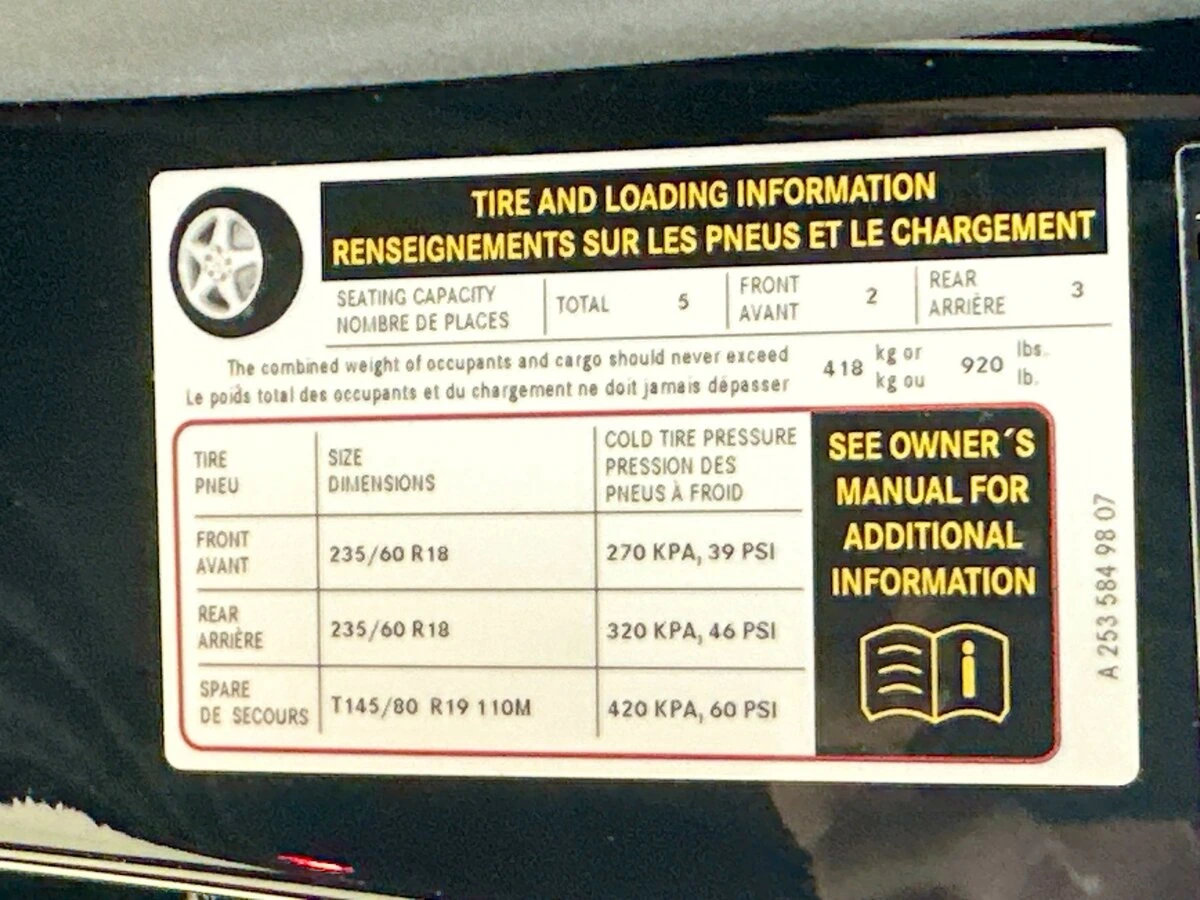 TIRE AND LOADING INFORMATION
RENSEIGNEMENTS SUR LES PNEUS ET LE CHARGEMENT
SEATING CAPACITY
NOMBRE DE PLACES
TOTAL 5
FRONT
AVANT
2
REAR
ARRIÈRE
3
The combined weight of occupants and cargo should never exceed
Le poids total des occupants et du chargement ne doit jamais dépasser
418
kg or
kg ou
920
lbs.
lb.
TIRE
PNEU
SIZE
DIMENSIONS
COLD TIRE PRESSURE
PRESSION DES
PNEUS À FROID
FRONT
AVANT
235/60 R18
270 KPA, 39 PSI
REAR
ARRIÈRE
235/60 R18
320 KPA, 46 PSI
SPARE
DE SECOURS
T145/80 R19 110M
420 KPA, 60 PSI
SEE OWNER´S
MANUAL FOR
ADDITIONAL
INFORMATION
A 253 584 98 07